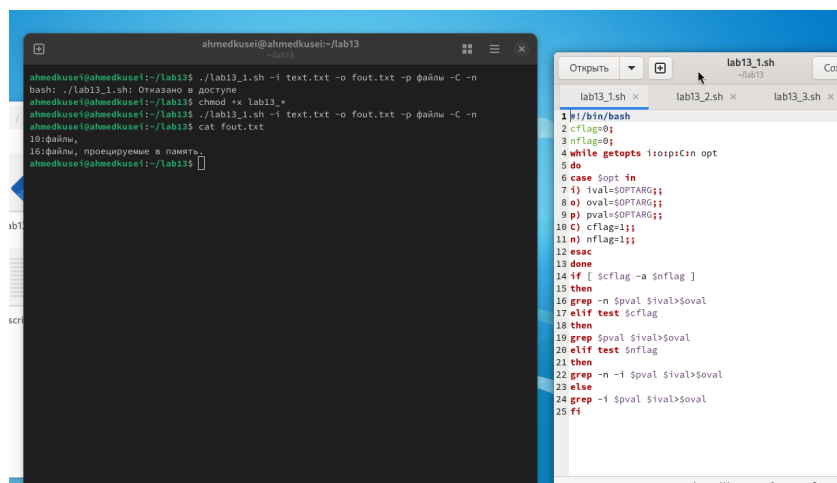 ahmedkusei@ahmedkusei:~/lab13
~/lab13
ahmedkusei@ahmedkusei:~/lab13$ ./lab13_1.sh -i text.txt -o fout.txt -p файлы -C -n
bash: ./lab13_1.sh: Отказано в доступе
ahmedkusei@ahmedkusei:~/lab13$ chmod +x lab13_*
ahmedkusei@ahmedkusei:~/lab13$ ./lab13_1.sh -i text.txt -o fout.txt -p файлы -C -n
ahmedkusei@ahmedkusei:~/lab13$ cat fout.txt
10:файлы,
16:файлы, проецируемые в память.
ahmedkusei@ahmedkusei:~/lab13$
Открыть
lab13_1.sh
~/lab13
lab13_1.sh × lab13_2.sh × lab13_3.sh ×
1 #!/bin/bash
2 cflag=0;
3 nflag=0;
4 while getopts i:o:p:C:n opt
5 do
6 case $opt in
7 i) ival=$OPTARG;;
8 o) oval=$OPTARG;;
9 p) pval=$OPTARG;;
10 C) cflag=1;;
11 n) nflag=1;;
12 esac
13 done
14 if [ $cflag -a $nflag ]
15 then
16 grep -n $pval $ival>$oval
17 elif test $cflag
18 then
19 grep $pval $ival>$oval
20 elif test $nflag
21 then
22 grep -n -i $pval $ival>$oval
23 else
24 grep -i $pval $ival>$oval
25 fi